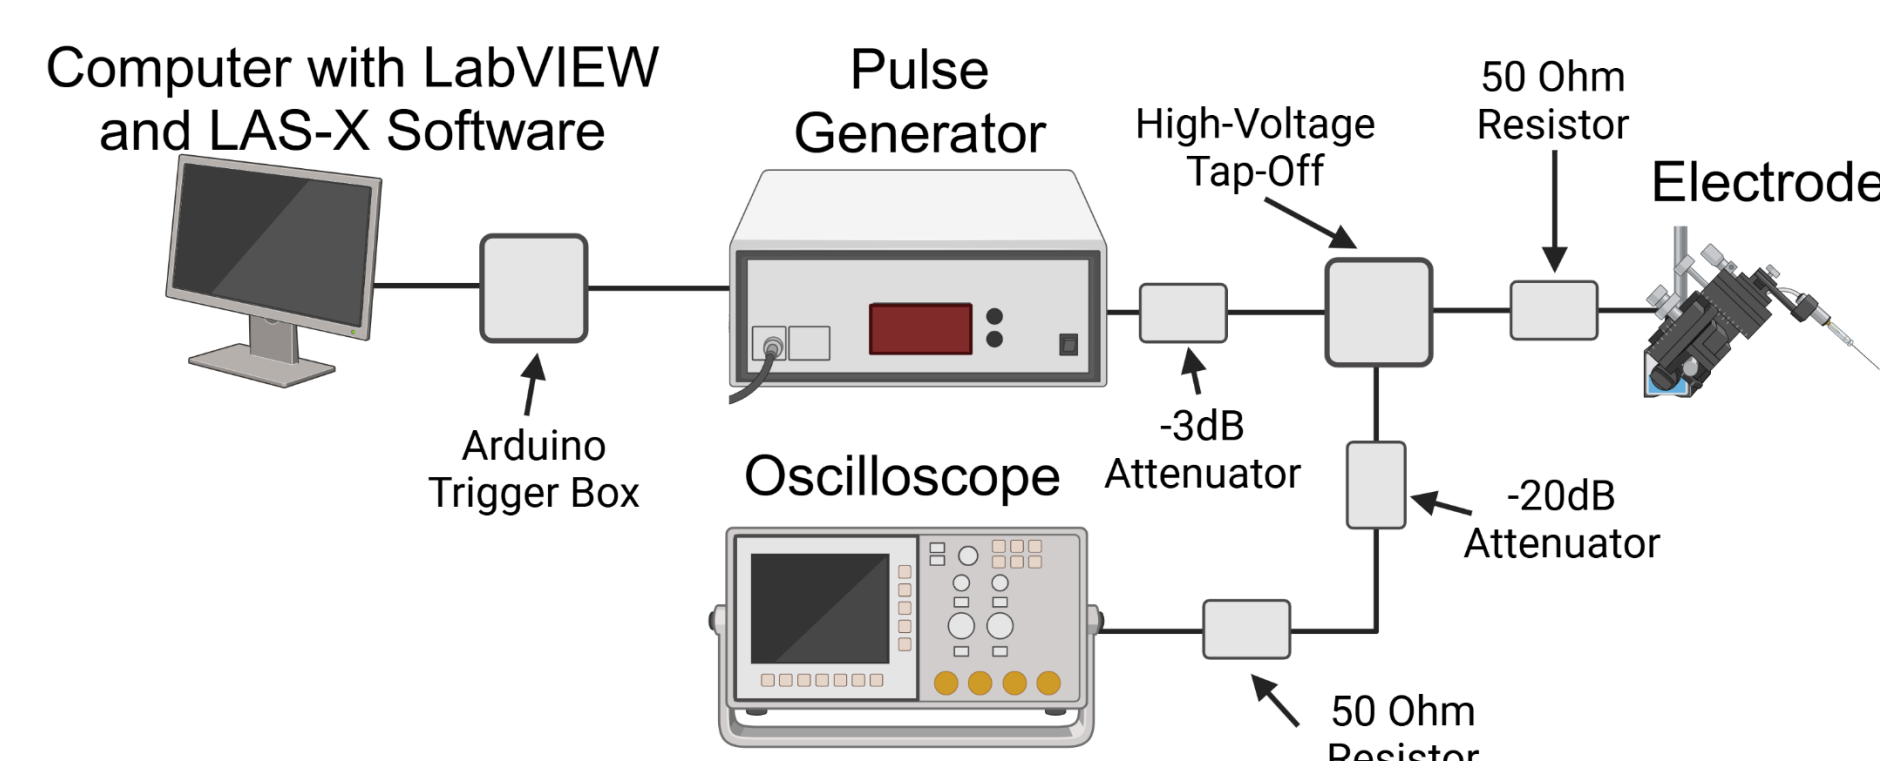 Computer with LabVIEW
and LAS-X Software
Pulse
Generator
High-Voltage
Tap-Off
50 Ohm
Resistor
Electrode
Arduino
Trigger Box
-3dB
Attenuator
Oscilloscope
-20dB
Attenuator
50 Ohm
Resistor